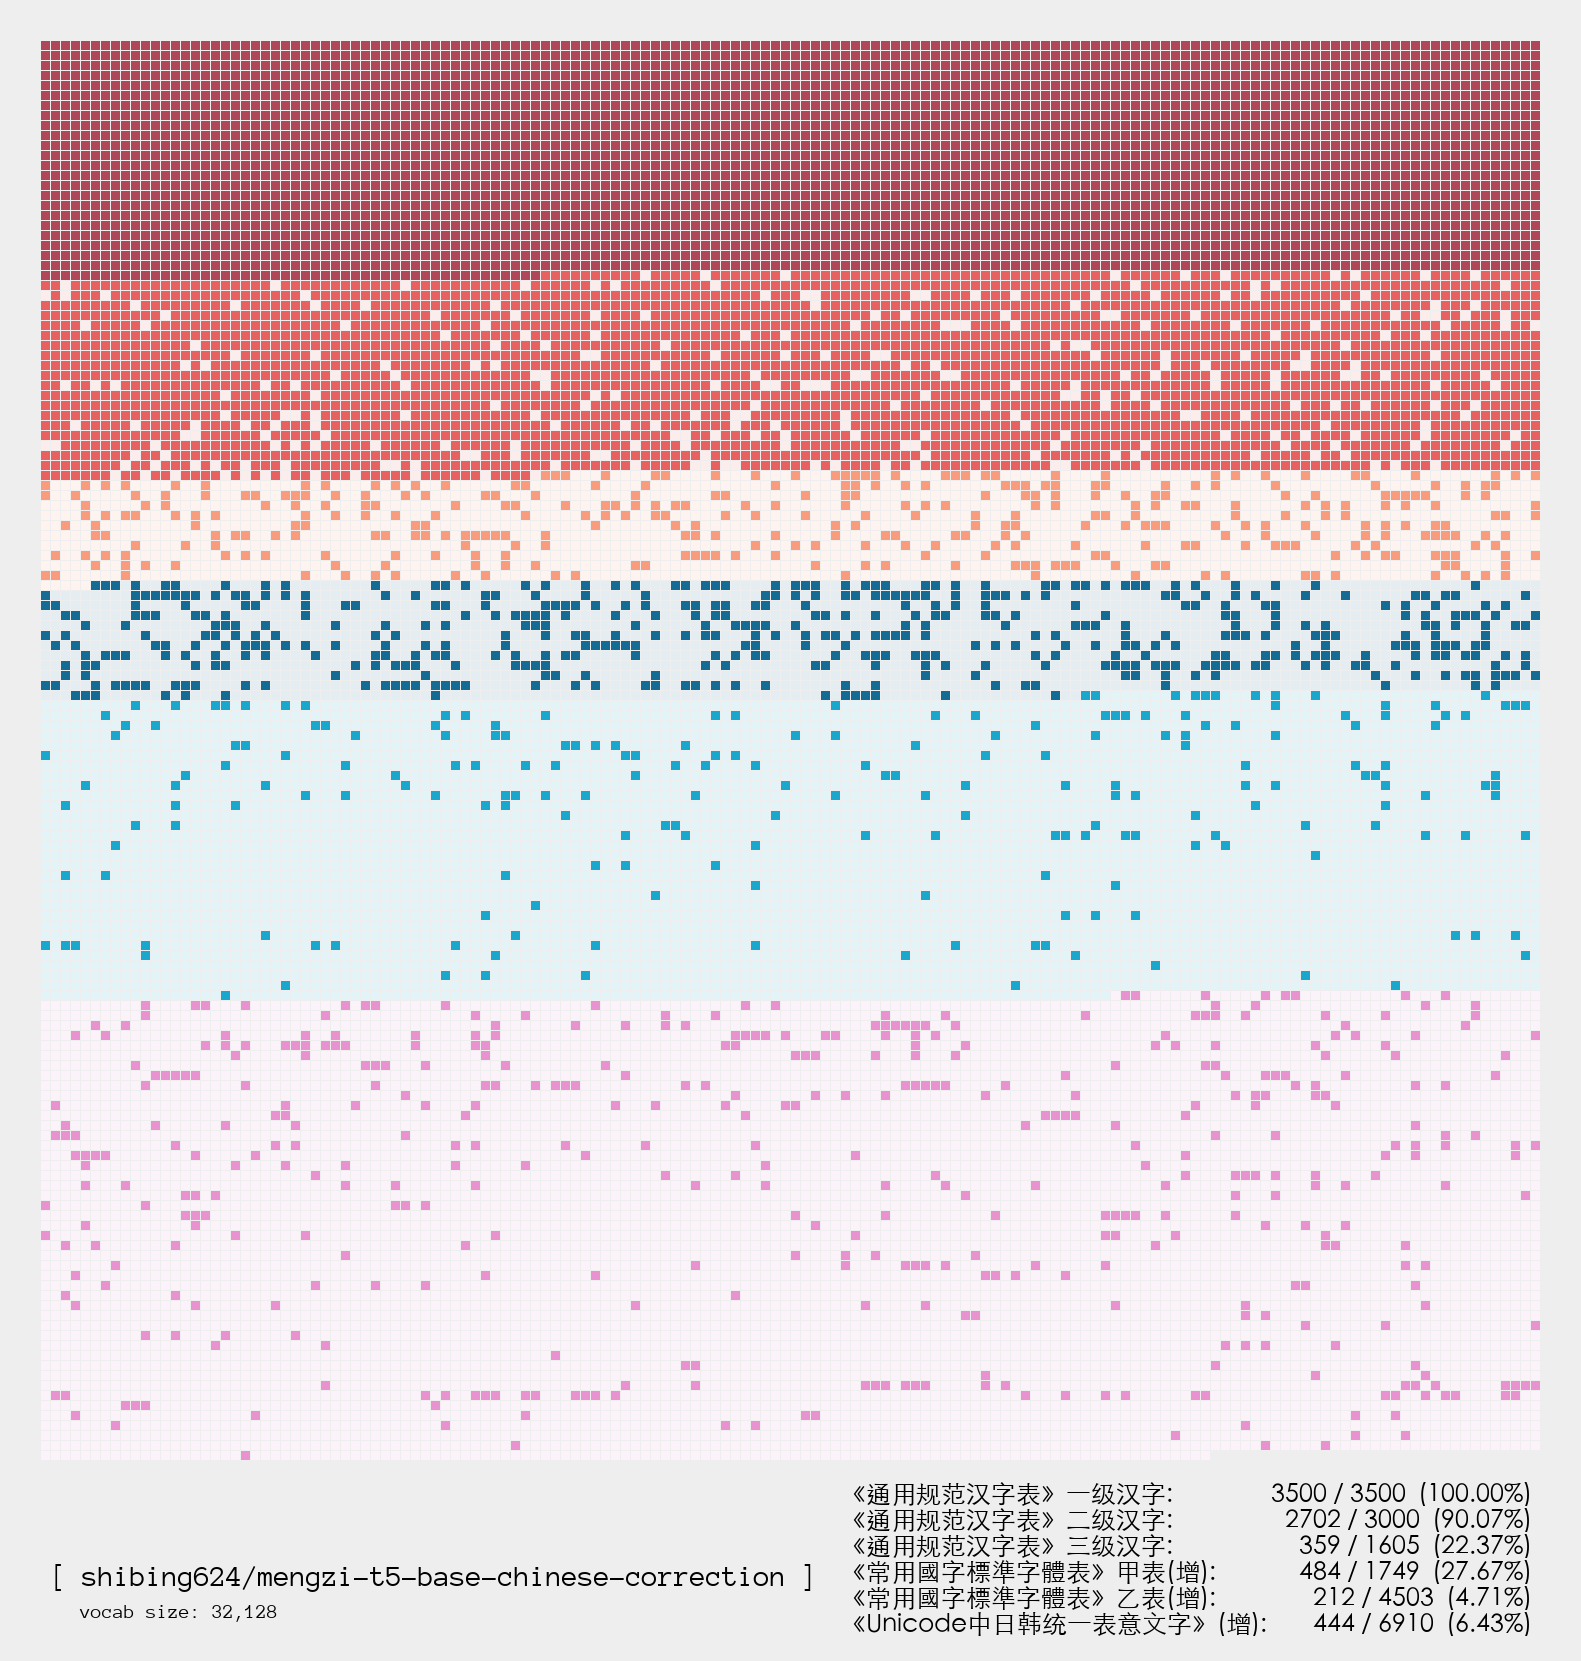 《通用规范汉字表》一级汉字: 3500 / 3500 (100.00%)
《通用规范汉字表》二级汉字: 2702 / 3000 (90.07%)
《通用规范汉字表》三级汉字: 359 / 1605 (22.37%)
《常用國字標準字體表》甲表(增): 484 / 1749 (27.67%)
《常用國字標準字體表》乙表(增): 212 / 4503 (4.71%)
《Unicode中日韩统一表意文字》(增): 444 / 6910 (6.43%)
[ shibing624/mengzi-t5-base-chinese-correction ]
vocab size: 32,128